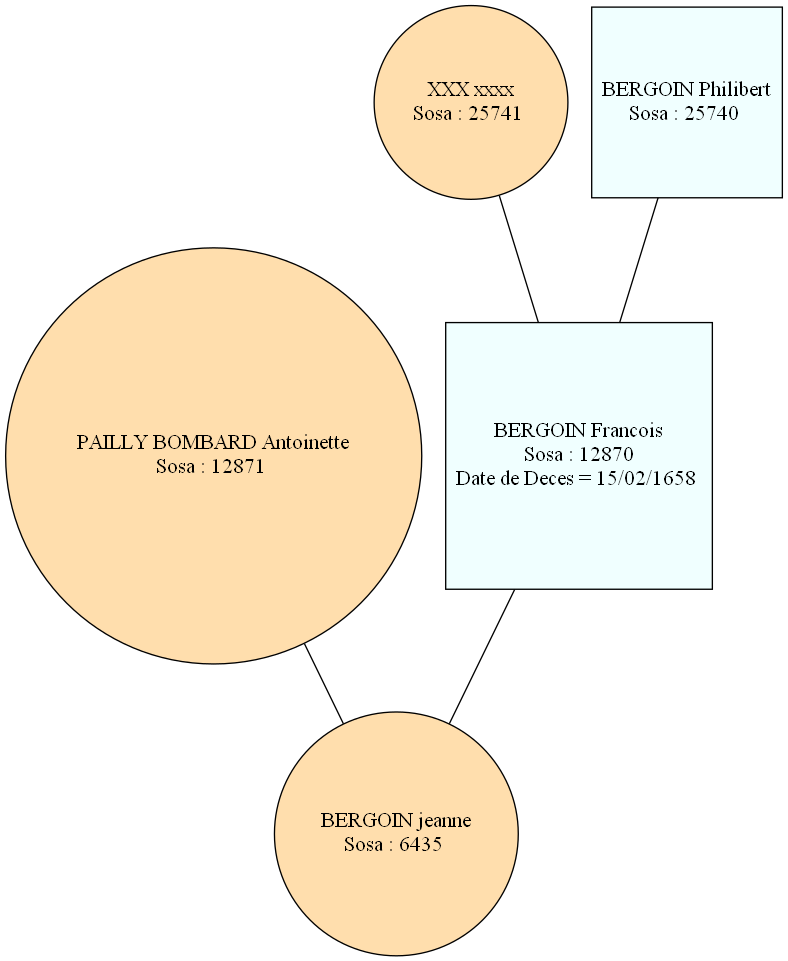 XXX xxxx
Sosa : 25741
BERGOIN Philibert
Sosa : 25740
PAILLY BOMBARD Antoinette
Sosa : 12871
BERGOIN Francois
Sosa : 12870
Date de Deces = 15/02/1658
BERGOIN jeanne
Sosa : 6435